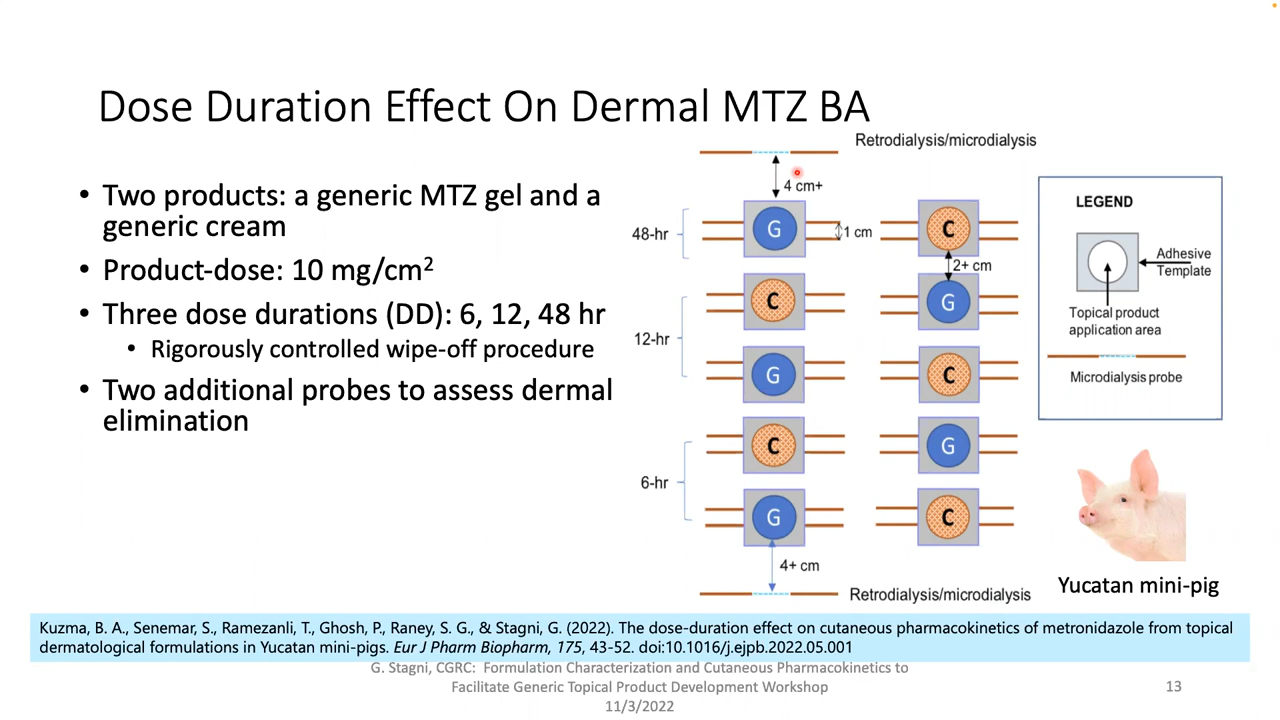 Dose Duration Effect On Dermal MTZ BA
• Two products: a generic MTZ gel and a
generic cream
• Product-dose: 10 mg/cm²
• Three dose durations (DD): 6, 12, 48 hr
• Rigorously controlled wipe-off procedure
• Two additional probes to assess dermal
elimination
Retrodialysis/microdialysis
4 cm+
48-hr
G
1 cm
C
2+ cm
12-hr
C
G
G
C
6-hr
C
G
G
C
4+ cm
Retrodialysis/microdialysis
LEGEND
Adhesive
Template
Topical product
application area
Microdialysis probe
Yucatan mini-pig
Kuzma, B. A., Senemar, S., Ramezanli, T., Ghosh, P., Raney, S. G., & Stagni, G. (2022). The dose-duration effect on cutaneous pharmacokinetics of metronidazole from topical
dermatological formulations in Yucatan mini-pigs. Eur J Pharm Biopharm, 175, 43-52. doi:10.1016/j.ejpb.2022.05.001
G. Stagni, CGRC: Formulation Characterization and Cutaneous Pharmacokinetics to
Facilitate Generic Topical Product Development Workshop
11/3/2022
13